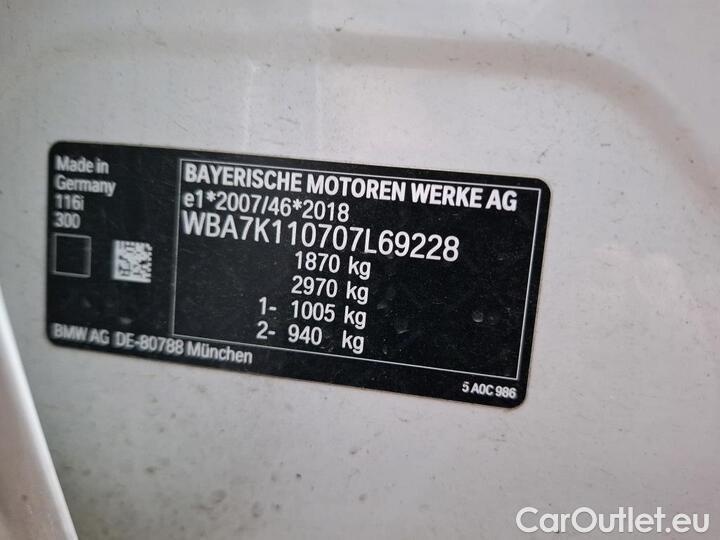 Made in
Germany
116i
300
BAYERISCHE MOTOREN WERKE AG
e1*2007/46*2018
WBA7K110707L69228
1870 kg
2970 kg
1- 1005 kg
2- 940 kg
BMW AG DE-80788 München
5 A0C 986
CarOutlet.eu